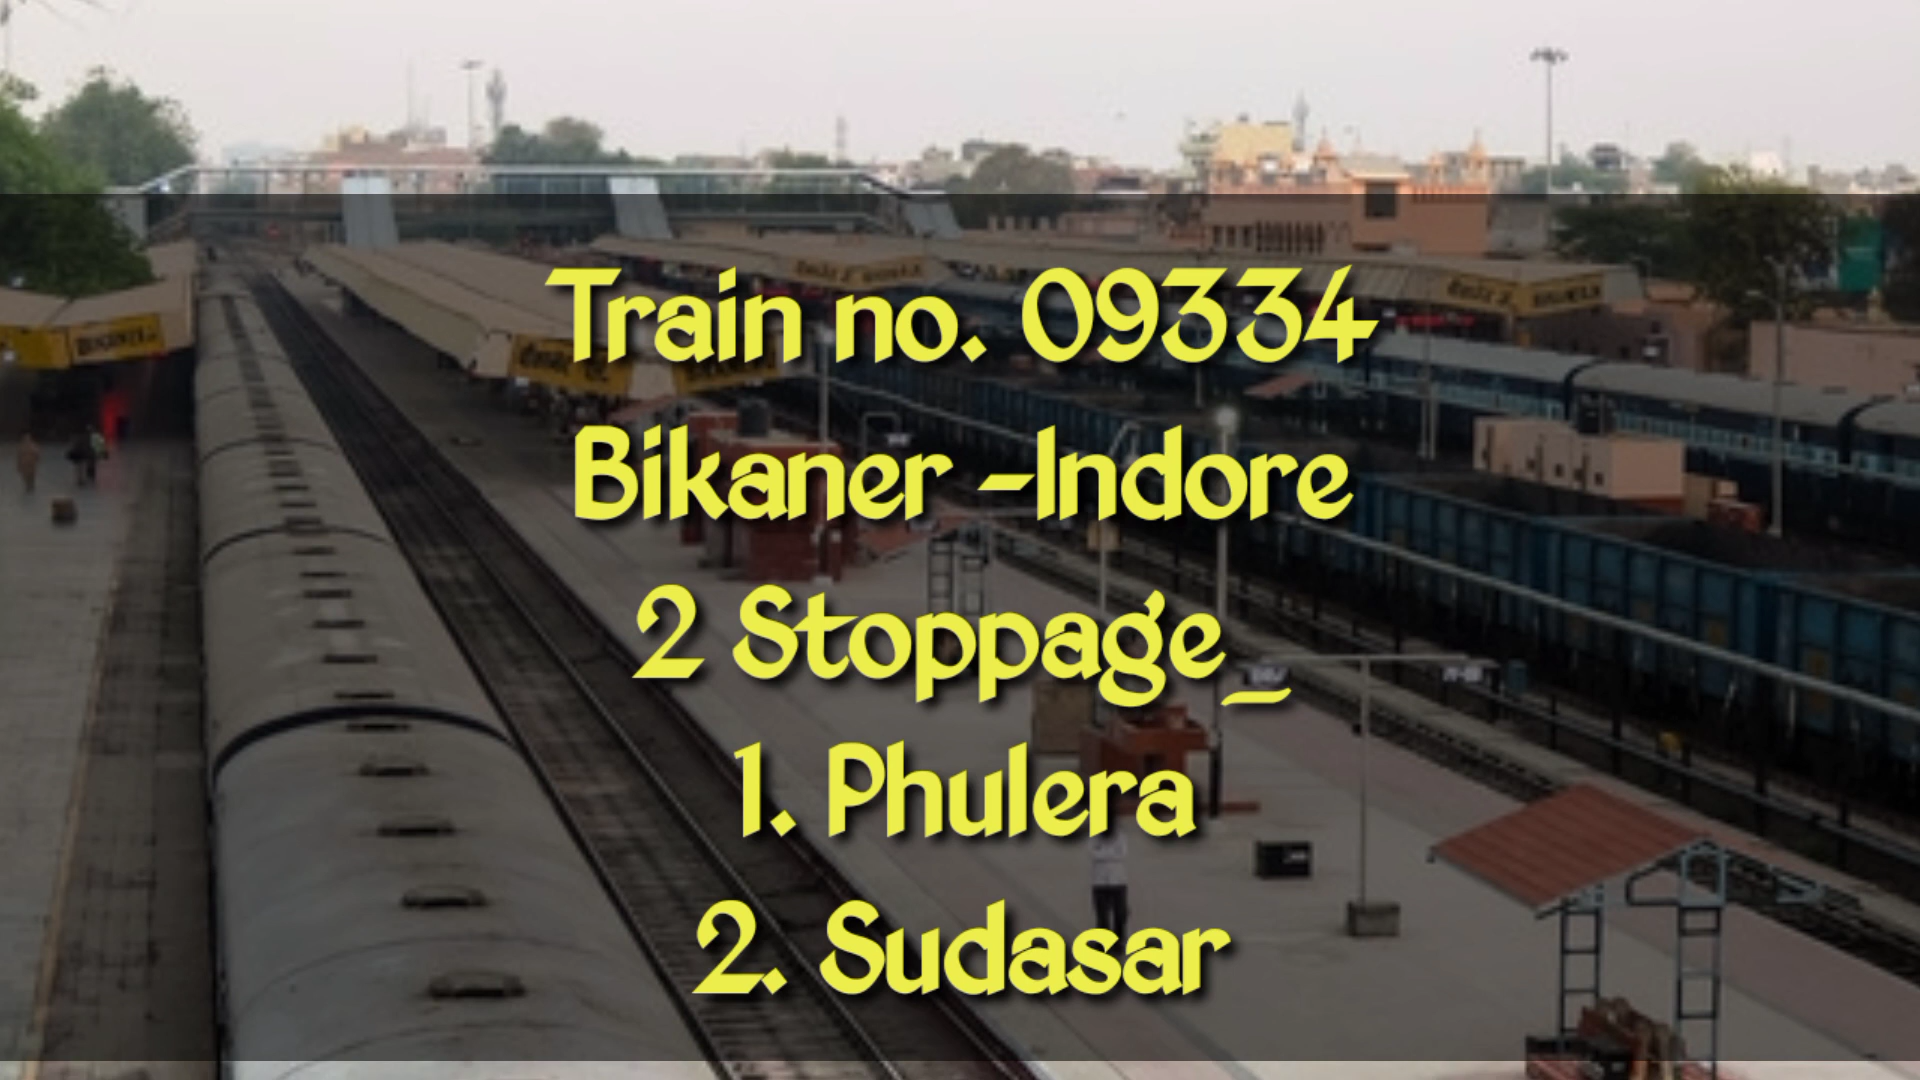 Train no. 09334
Bikaner -Indore
2 Stoppage_
1. Phulera
2. Sudasar